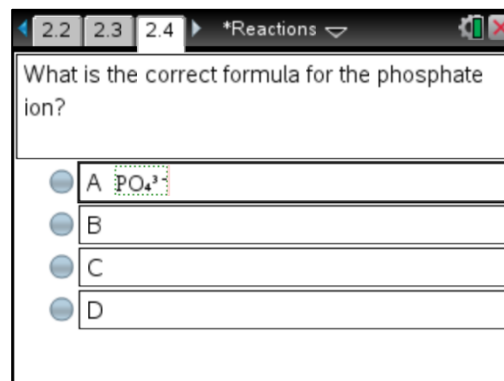 2.2 2.3 2.4 *Reactions
What is the correct formula for the phosphate
ion?
A PO₄³⁻
B
C
D